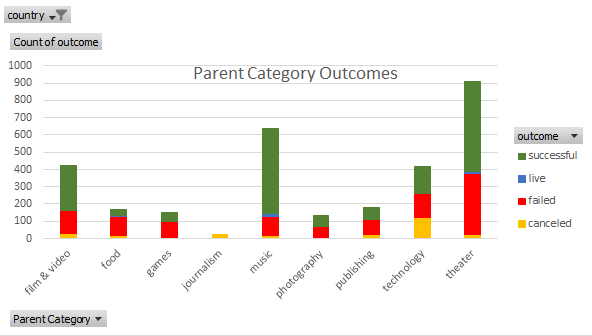 country
Count of outcome
Parent Category Outcomes
1000
900
800
700
600
500
400
300
200
100
0
film & video
food
games
journalism
music
photography
publishing
technology
theater
outcome
successful
live
failed
canceled
Parent Category